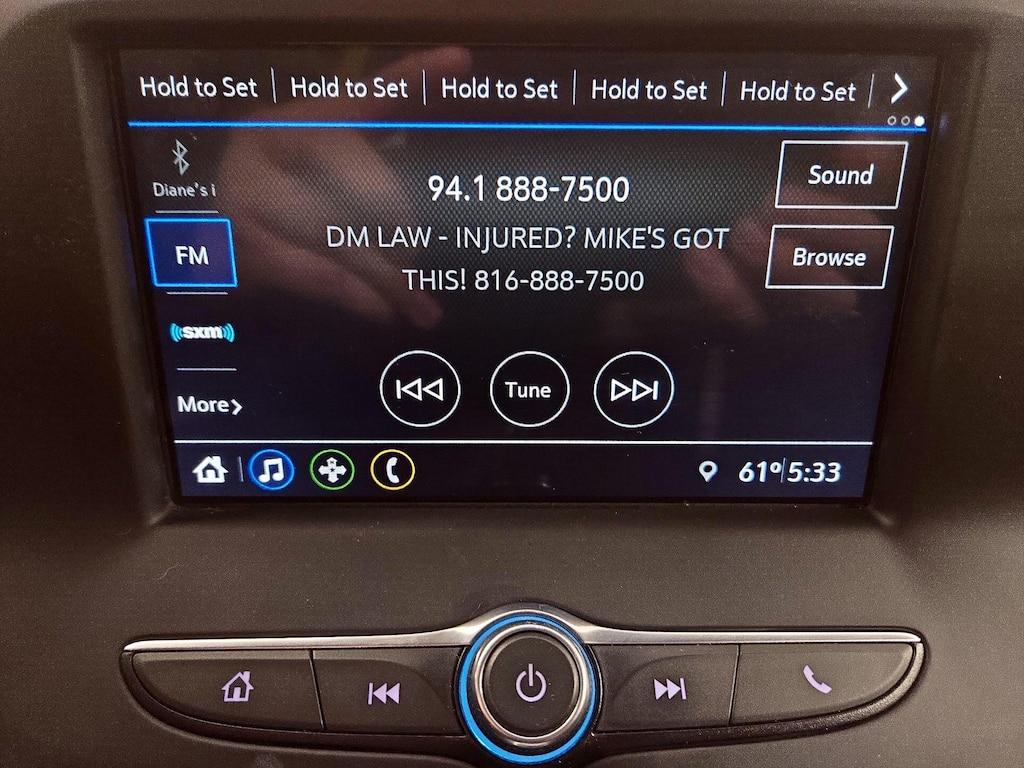 Hold to Set Hold to Set Hold to Set Hold to Set Hold to Set
Diane's i
94.1 888-7500
Sound
FM
DM LAW - INJURED? MIKE'S GOT
THIS! 816-888-7500
Browse
sxm
More
Tune
61° 5:33